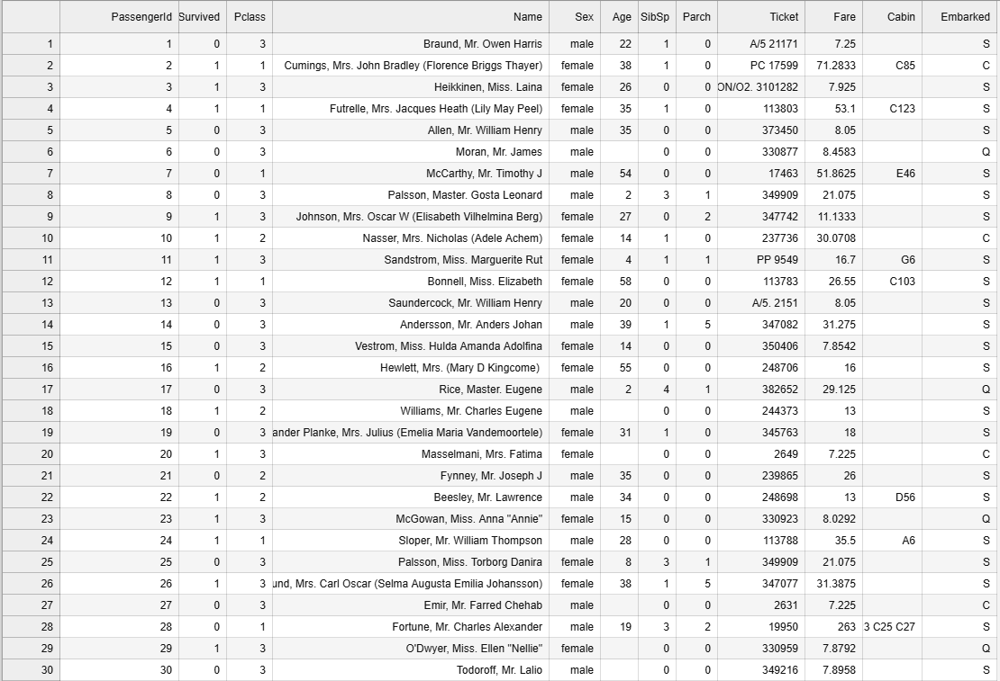 PassengerId Survived Pclass Name Sex Age SibSp Parch Ticket Fare Cabin Embarked
1 1 0 3 Braund, Mr. Owen Harris male 22 1 0 A/5 21171 7.25 S
2 2 1 1 Cumings, Mrs. John Bradley (Florence Briggs Thayer) female 38 1 0 PC 17599 71.2833 C85 C
3 3 1 3 Heikkinen, Miss. Laina female 26 0 0 ON/O2. 3101282 7.925 S
4 4 1 1 Futrelle, Mrs. Jacques Heath (Lily May Peel) female 35 1 0 113803 53.1 C123 S
5 5 0 3 Allen, Mr. William Henry male 35 0 0 373450 8.05 S
6 6 0 3 Moran, Mr. James male 0 0 330877 8.4583 Q
7 7 0 1 McCarthy, Mr. Timothy J male 54 0 0 17463 51.8625 E46 S
8 8 0 3 Palsson, Master. Gosta Leonard male 2 3 1 349909 21.075 S
9 9 1 3 Johnson, Mrs. Oscar W (Elisabeth Vilhelmina Berg) female 27 0 2 347742 11.1333 S
10 10 1 2 Nasser, Mrs. Nicholas (Adele Achem) female 14 1 0 237736 30.0708 C
11 11 1 3 Sandstrom, Miss. Marguerite Rut female 4 1 1 PP 9549 16.7 G6 S
12 12 1 1 Bonnell, Miss. Elizabeth female 58 0 0 113783 26.55 C103 S
13 13 0 3 Saundercock, Mr. William Henry male 20 0 0 A/5. 2151 8.05 S
14 14 0 3 Andersson, Mr. Anders Johan male 39 1 5 347082 31.275 S
15 15 0 3 Vestrom, Miss. Hulda Amanda Adolfina female 14 0 0 350406 7.8542 S
16 16 1 2 Hewlett, Mrs. (Mary D Kingcome) female 55 0 0 248706 16 S
17 17 0 3 Rice, Master. Eugene male 2 4 1 382652 29.125 Q
18 18 1 2 Williams, Mr. Charles Eugene male 0 0 244373 13 S
19 19 0 3 ander Planke, Mrs. Julius (Emelia Maria Vandemoortele) female 31 1 0 345763 18 S
20 20 1 3 Masselmani, Mrs. Fatima female 0 0 2649 7.225 C
21 21 0 2 Fynney, Mr. Joseph J male 35 0 0 239865 26 S
22 22 1 2 Beesley, Mr. Lawrence male 34 0 0 248698 13 D56 S
23 23 1 3 McGowan, Miss. Anna "Annie" female 15 0 0 330923 8.0292 Q
24 24 1 1 Sloper, Mr. William Thompson male 28 0 0 113788 35.5 A6 S
25 25 0 3 Palsson, Miss. Torborg Danira female 8 3 1 349909 21.075 S
26 26 1 3 und, Mrs. Carl Oscar (Selma Augusta Emilia Johansson) female 38 1 5 347077 31.3875 S
27 27 0 3 Emir, Mr. Farred Chehab male 0 0 2631 7.225 C
28 28 0 1 Fortune, Mr. Charles Alexander male 19 3 2 19950 263 3 C25 C27 S
29 29 1 3 O'Dwyer, Miss. Ellen "Nellie" female 0 0 330959 7.8792 Q
30 30 0 3 Todoroff, Mr. Lalio male 0 0 349216 7.8958 S